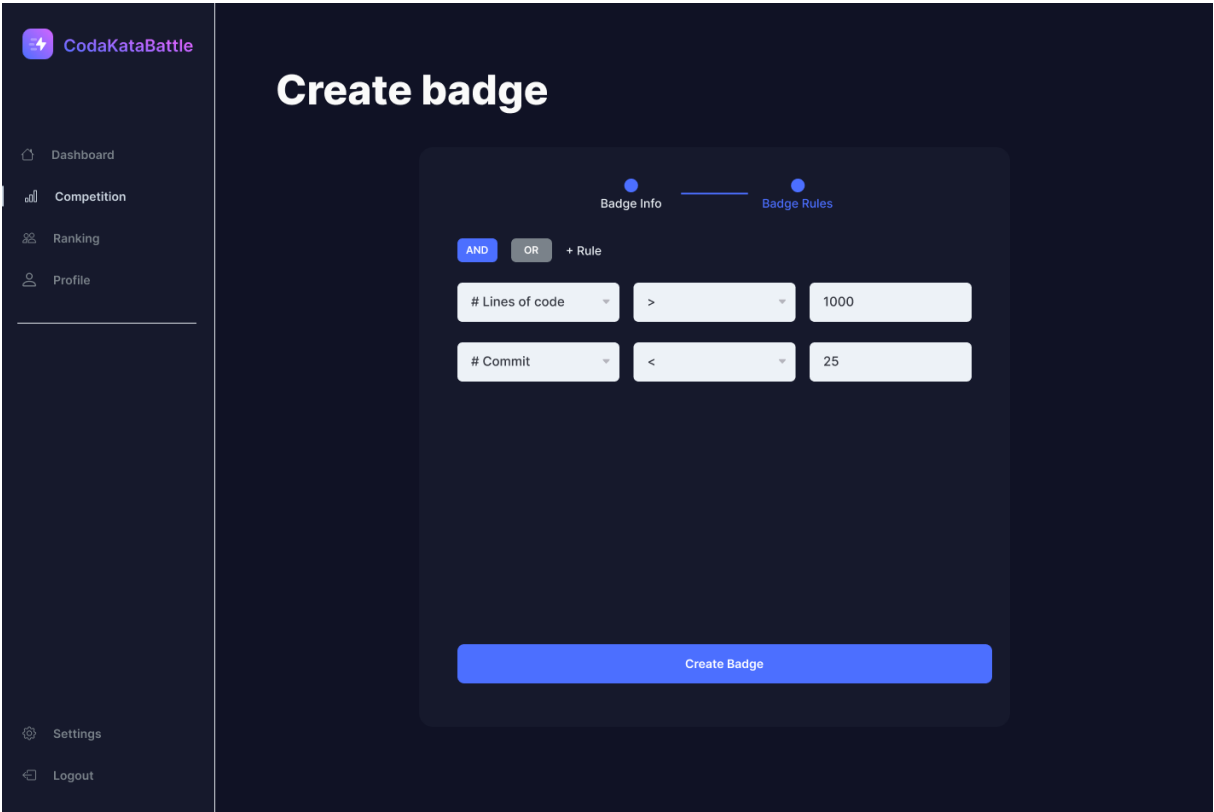 CodaKataBattle
Dashboard
Competition
Ranking
Profile
Settings
Logout
Create badge
Badge Info
Badge Rules
AND OR + Rule
# Lines of code > 1000
# Commit < 25
Create Badge